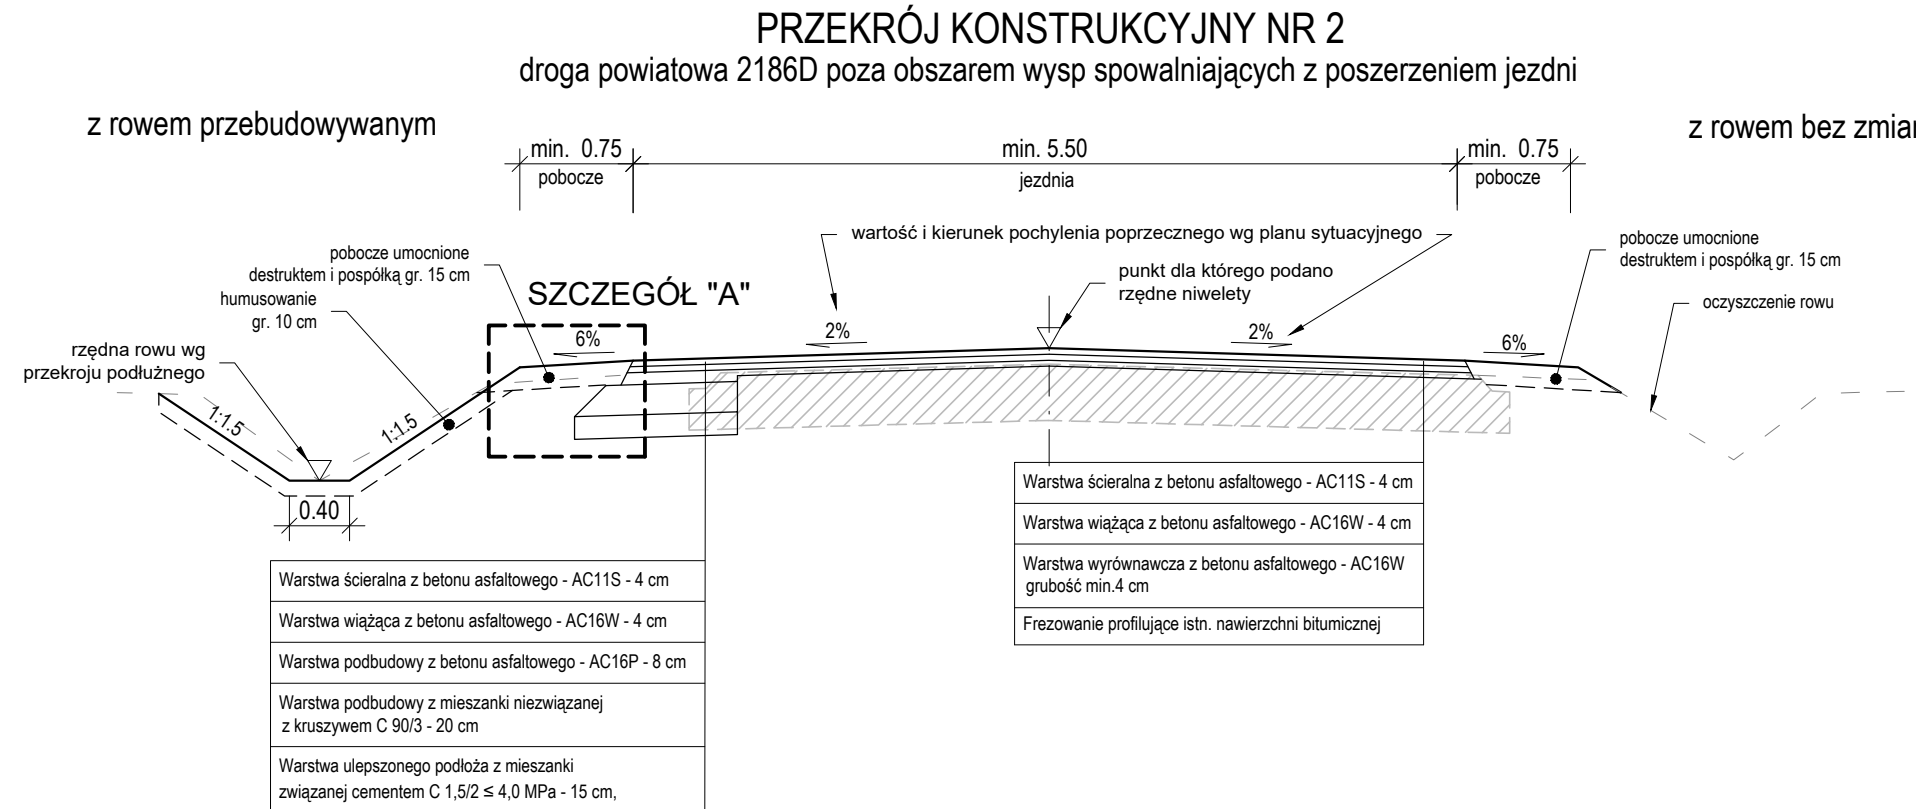 PRZEKRÓJ KONSTRUKCYJNY NR 2
droga powiatowa 2186D poza obszarem wysp spowalniających z poszerzeniem jezdni
z rowem przebudowywanym
z rowem bez zmian
min. 0.75
pobocze
min. 5.50
jezdnia
min. 0.75
pobocze
wartość i kierunek pochylenia poprzecznego wg planu sytuacyjnego
pobocze umocnione
destruktem i pospółką gr. 15 cm
pobocze umocnione
destruktem i pospółką gr. 15 cm
punkt dla którego podano
rzędne niwelety
humusowanie
gr. 10 cm
SZCZEGÓŁ "A"
oczyszczenie rowu
rzędna rowu wg
przekroju podłużnego
6%
2%
2%
6%
1:1.5
1:1.5
0.40
Warstwa ścieralna z betonu asfaltowego - AC11S - 4 cm
Warstwa wiążąca z betonu asfaltowego - AC16W - 4 cm
Warstwa wyrównawcza z betonu asfaltowego - AC16W
grubość min.4 cm
Frezowanie profilujące istn. nawierzchni bitumicznej
Warstwa ścieralna z betonu asfaltowego - AC11S - 4 cm
Warstwa wiążąca z betonu asfaltowego - AC16W - 4 cm
Warstwa podbudowy z betonu asfaltowego - AC16P - 8 cm
Warstwa podbudowy z mieszanki niezwiązanej
z kruszywem C 90/3 - 20 cm
Warstwa ulepszonego podłoża z mieszanki
związanej cementem C 1,5/2 ≤ 4,0 MPa - 15 cm,